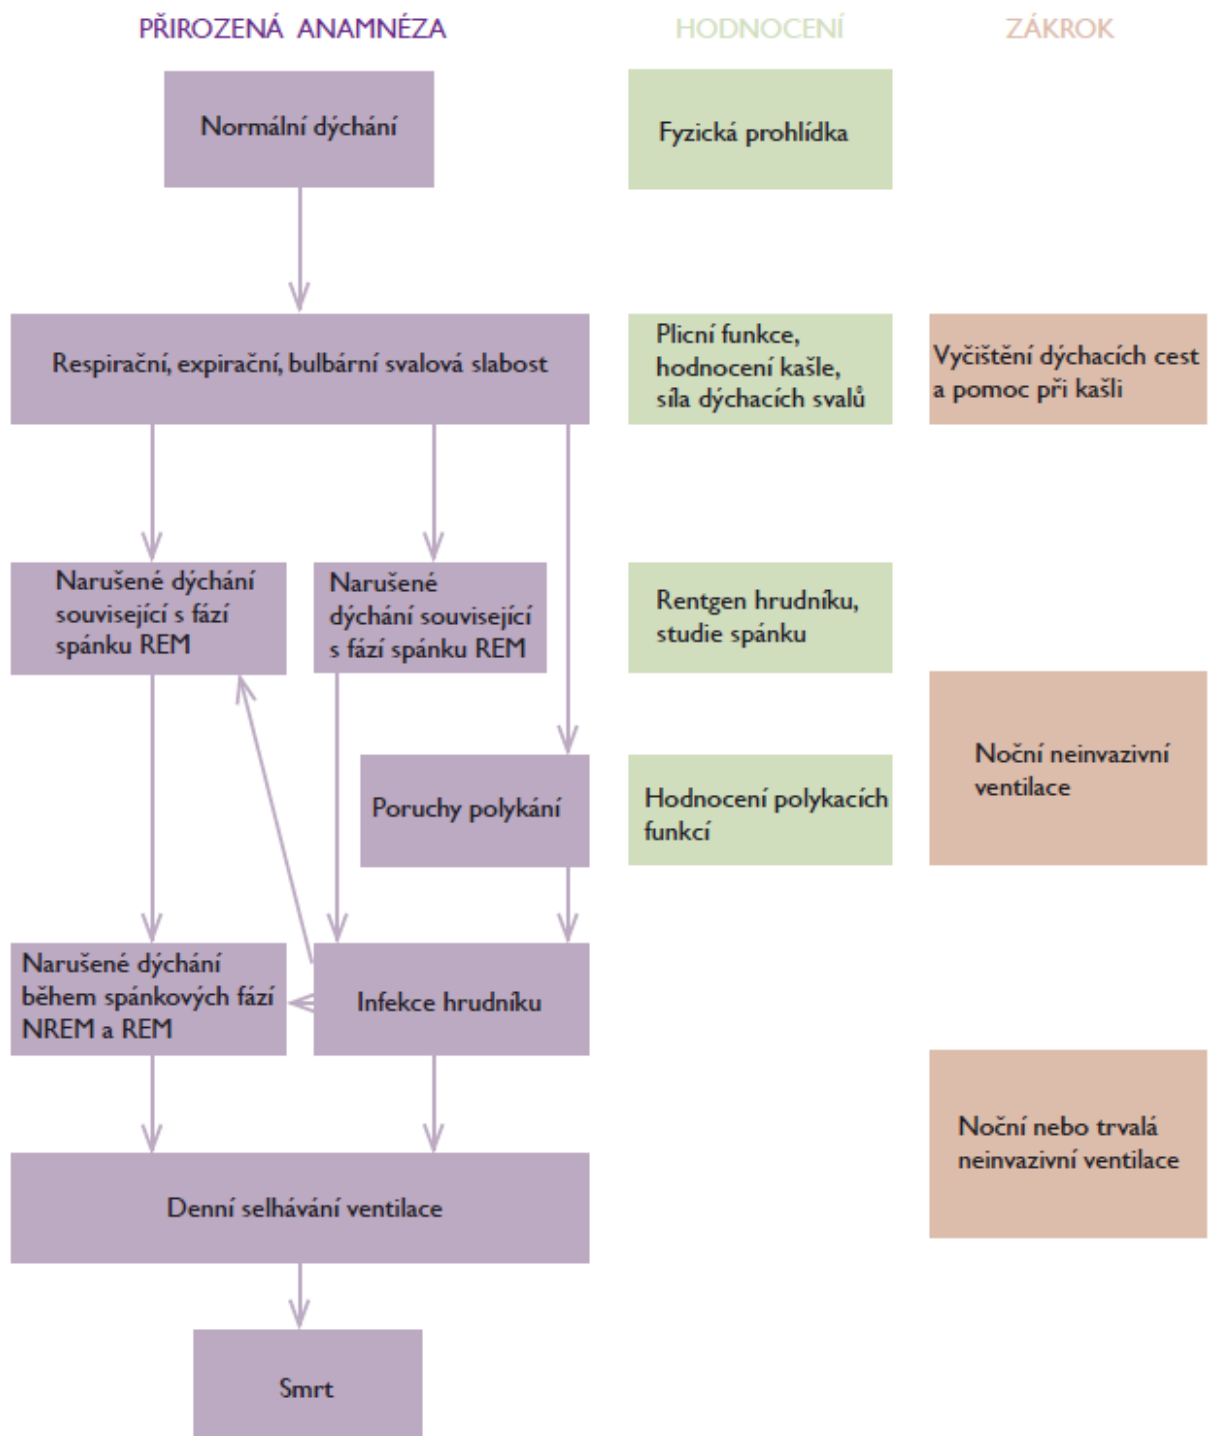 PŘIROZENÁ ANAMNÉZA
HODNOCENÍ
ZÁKROK
Normální dýchání
Fyzická prohlídka
Respirační, expirační, bulbární svalová slabost
Plicní funkce,
hodnocení kašle,
síla dýchacích svalů
Vyčištění dýchacích cest
a pomoc při kašli
Narušené dýchání
související s fází
spánku REM
Narušené
dýchání související
s fází spánku REM
Rentgen hrudníku,
studie spánku
Noční neinvazivní
ventilace
Poruchy polykání
Hodnocení polykacích
funkcí
Narušené dýchání
během spánkových fází
NREM a REM
Infekce hrudníku
Noční nebo trvalá
neinvazivní ventilace
Denní selhávání ventilace
Smrt